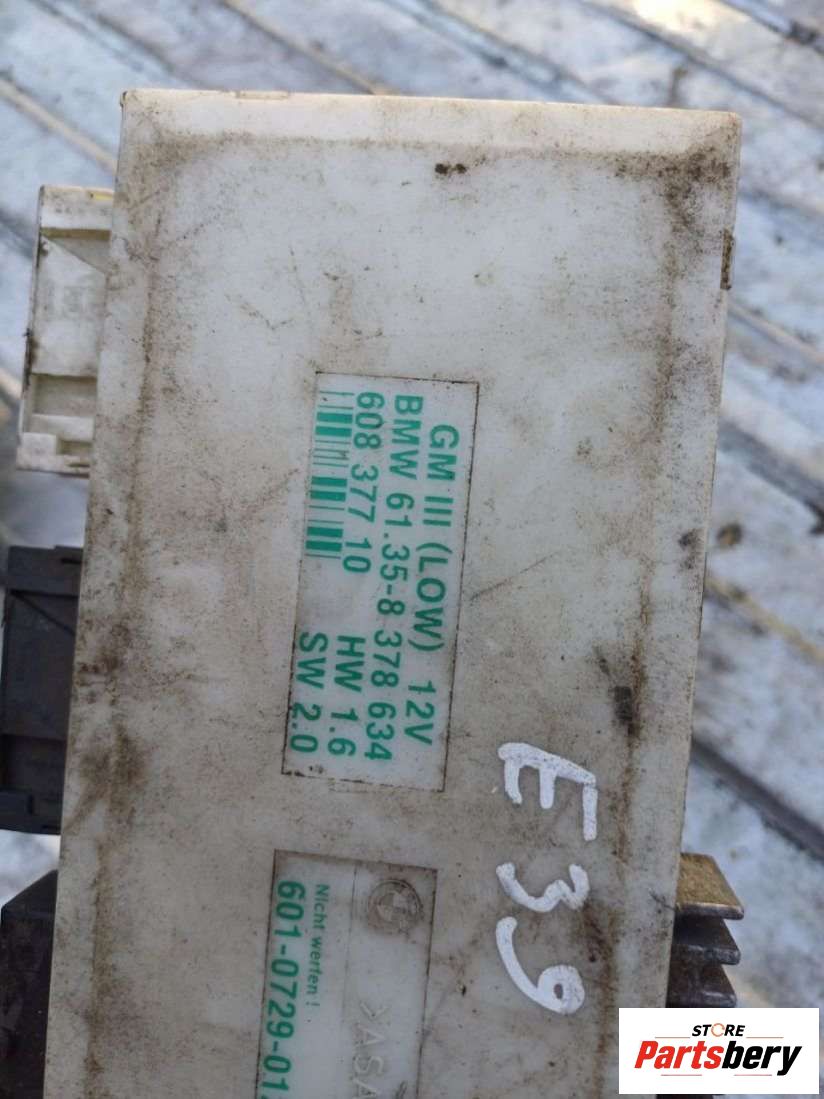 GM III (LOW) 12V
BMW 61.35-8 378 634
608 377 10 HW 1.6
SW 2.0
E39
Nicht werfen!
601-0729-01
>ASA
STORE
Partsbery